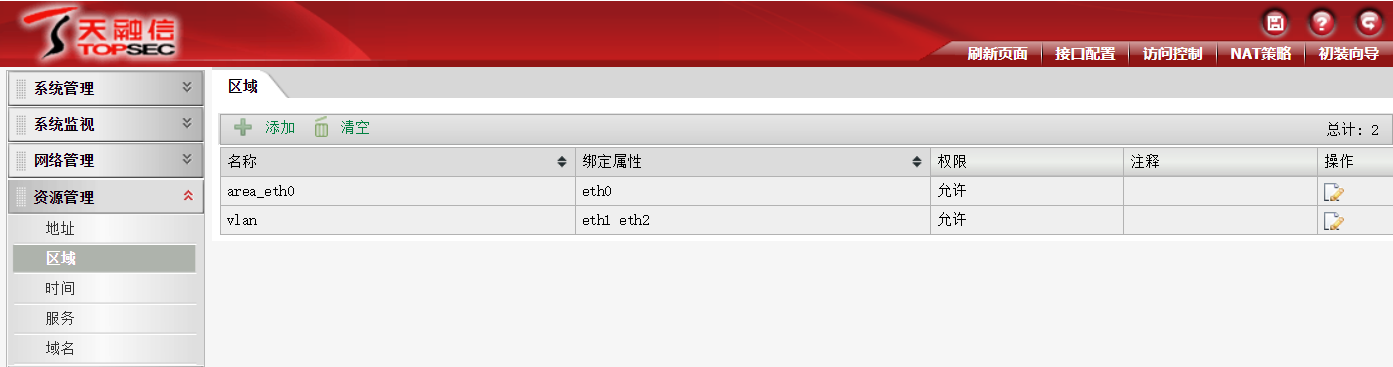 天融信
TOPSEC
刷新页面 接口配置 访问控制 NAT策略 初装向导
系统管理
系统监视
网络管理
资源管理
地址
区域
时间
服务
域名
区域
添加 清空 总计：2
名称 绑定属性 权限 注释 操作
area_eth0 eth0 允许
vlan eth1 eth2 允许